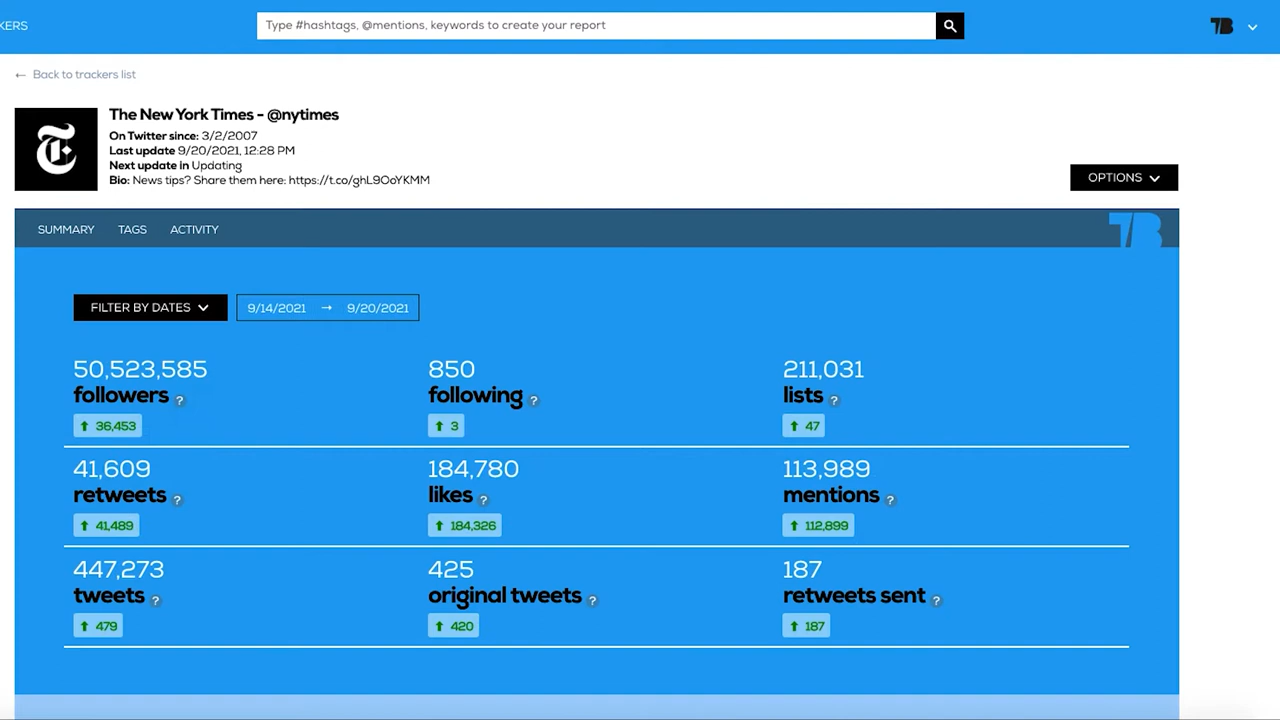 KERS
Type #hashtags, @mentions, keywords to create your report
TB
← Back to trackers list
The New York Times - @nytimes
On Twitter since: 3/2/2007
Last update 9/20/2021, 12:28 PM
Next update in Updating
Bio: News tips? Share them here: https://t.co/ghL9OoYKMM
T
OPTIONS
SUMMARY TAGS ACTIVITY
TB
FILTER BY DATES 9/14/2021 → 9/20/2021
50,523,585 850 211,031
followers ? following ? lists ?
↑ 36,453 ↑ 3 ↑ 47
41,609 184,780 113,989
retweets ? likes ? mentions ?
↑ 41,489 ↑ 184,326 ↑ 112,899
447,273 425 187
tweets ? original tweets ? retweets sent ?
↑ 479 ↑ 420 ↑ 187